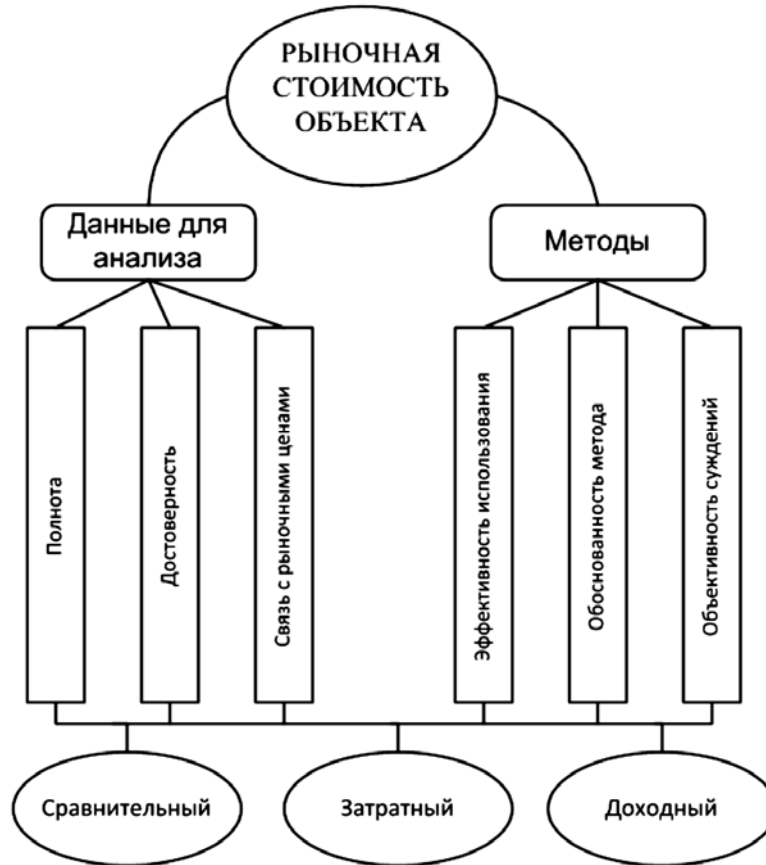 РЫНОЧНАЯ
СТОИМОСТЬ
ОБЪЕКТА
Данные для
анализа
Методы
Полнота
Достоверность
Связь с рыночными ценами
Эффективность использования
Обоснованность метода
Объективность суждений
Сравнительный
Затратный
Доходный